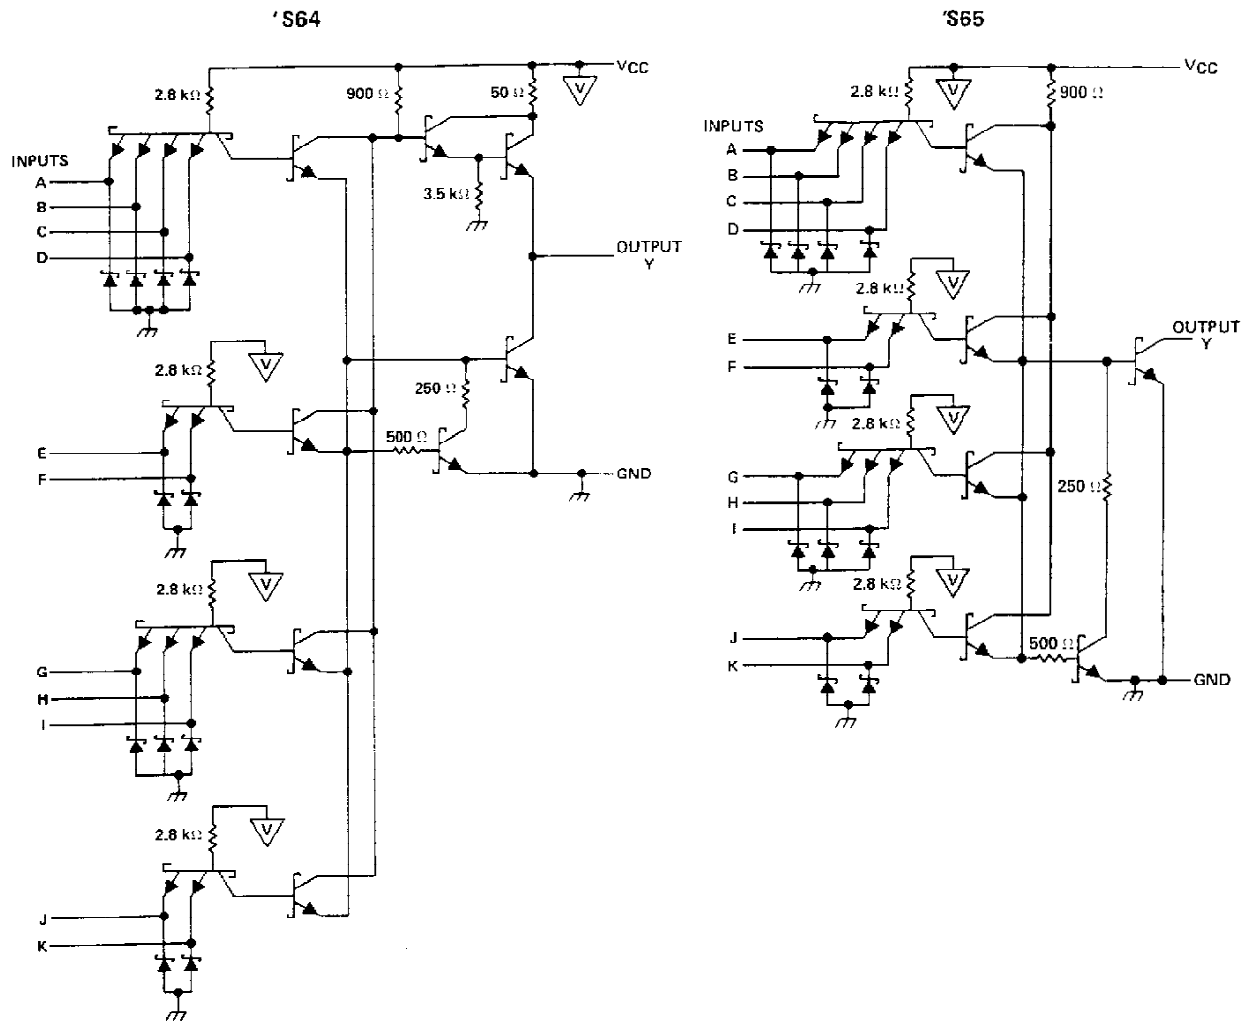 'S64
VCC
2.8 kΩ
900 Ω
50 Ω
V
INPUTS
A
B
C
D
3.5 kΩ
OUTPUT
Y
2.8 kΩ
V
250 Ω
500 Ω
E
F
GND
2.8 kΩ
V
G
H
I
2.8 kΩ
V
J
K
'S65
VCC
2.8 kΩ
V
900 Ω
INPUTS
A
B
C
D
2.8 kΩ
V
E
F
OUTPUT
Y
2.8 kΩ
V
G
H
I
250 Ω
2.8 kΩ
V
J
K
500 Ω
GND